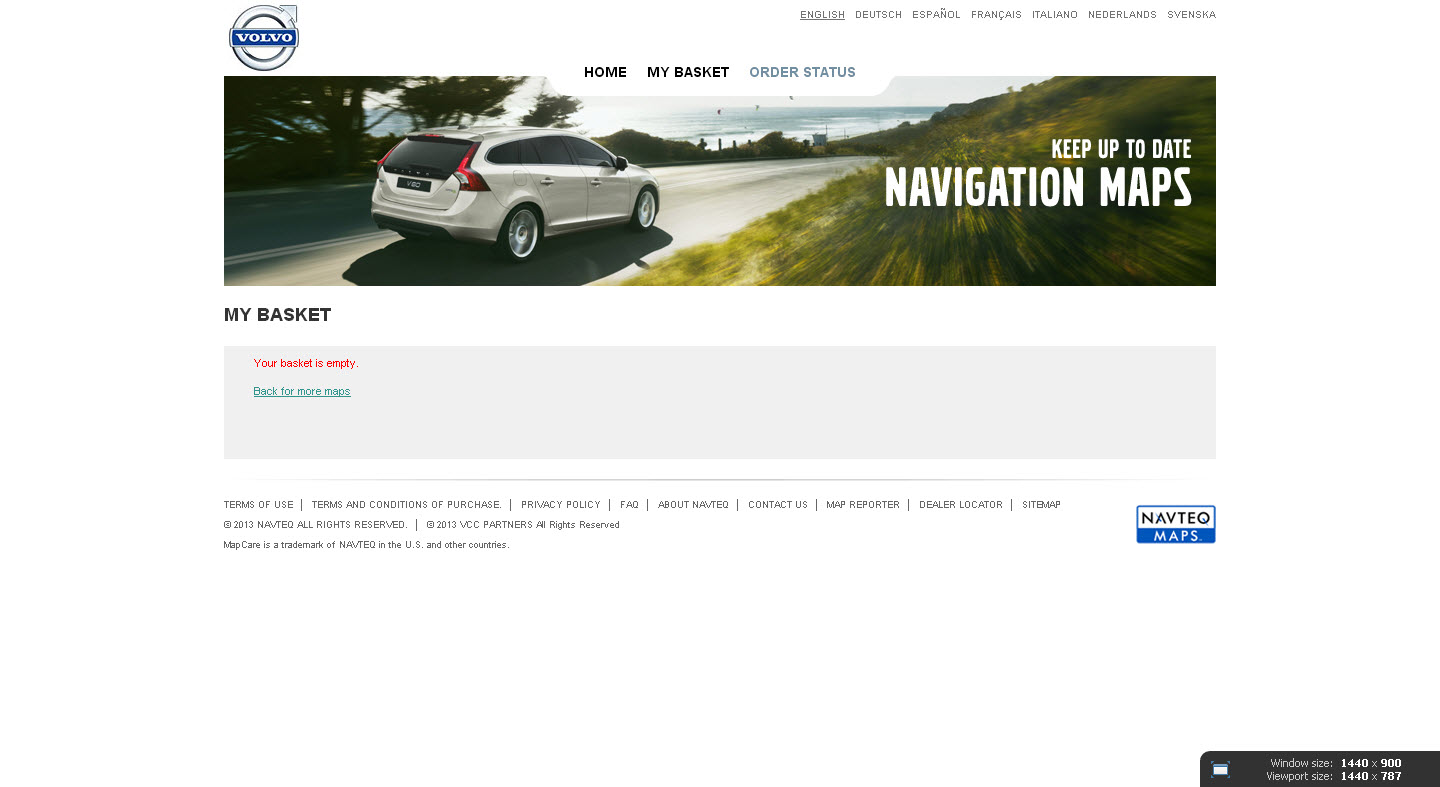 VOLVO
ENGLISH DEUTSCH ESPAÑOL FRANÇAIS ITALIANO NEDERLANDS SVENSKA
HOME MY BASKET ORDER STATUS
KEEP UP TO DATE
NAVIGATION MAPS
V60
MY BASKET
Your basket is empty.
Back for more maps
TERMS OF USE | TERMS AND CONDITIONS OF PURCHASE. | PRIVACY POLICY | FAQ | ABOUT NAVTEQ | CONTACT US | MAP REPORTER | DEALER LOCATOR | SITEMAP
© 2013 NAVTEQ ALL RIGHTS RESERVED. | © 2013 VCC PARTNERS All Rights Reserved
MapCare is a trademark of NAVTEQ in the U.S. and other countries.
NAVTEQ
MAPS
Window size: 1440 x 900
Viewport size: 1440 x 787